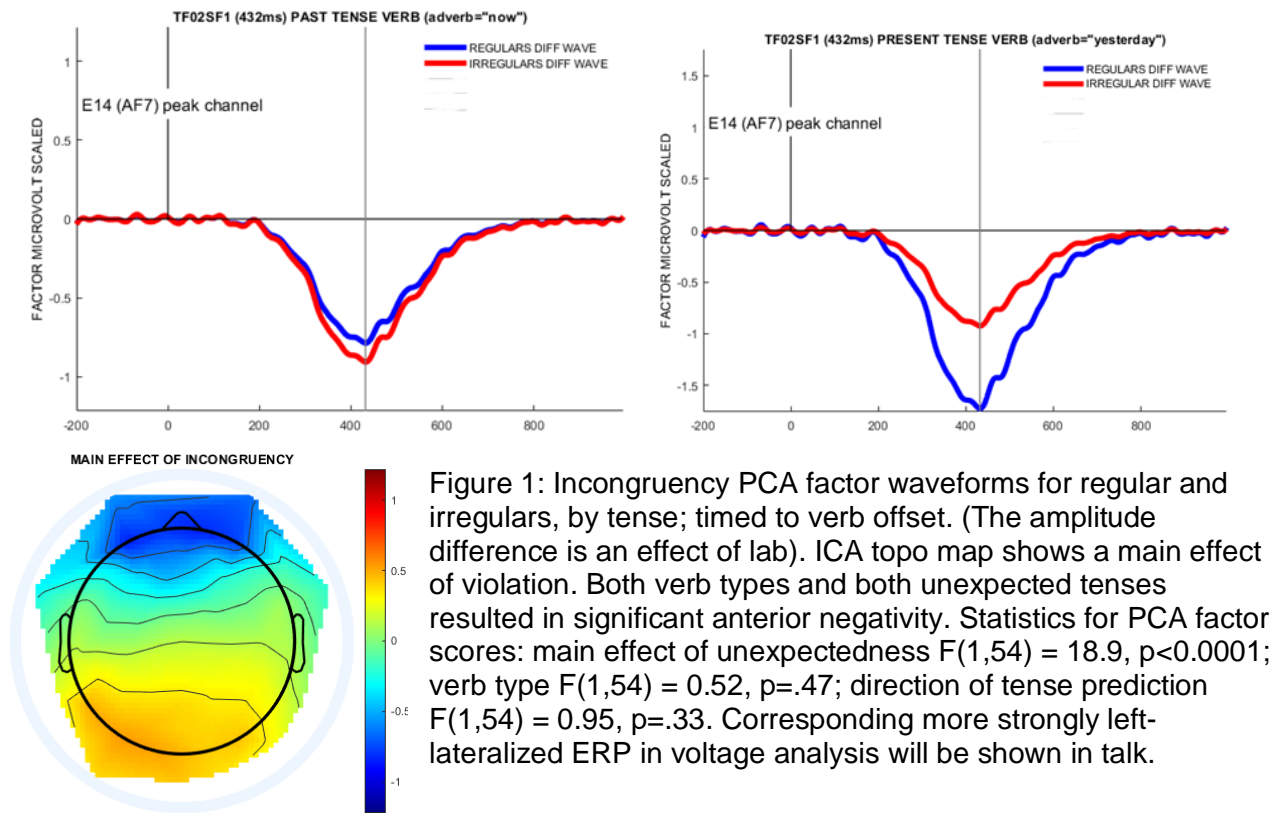 TF02SF1 (432ms) PAST TENSE VERB (adverb="now")
REGULARS DIFF WAVE
IRREGULARS DIFF WAVE
E14 (AF7) peak channel
FACTOR MICROVOLT SCALED
1
0.5
0
-0.5
-1
-200 0 200 400 600 800
TF02SF1 (432ms) PRESENT TENSE VERB (adverb="yesterday")
REGULARS DIFF WAVE
IRREGULAR DIFF WAVE
E14 (AF7) peak channel
FACTOR MICROVOLT SCALED
1.5
1
0.5
0
-0.5
-1
-1.5
-200 0 200 400 600 800
MAIN EFFECT OF INCONGRUENCY
1
0.5
0
-0.5
-1
Figure 1: Incongruency PCA factor waveforms for regular and
irregulars, by tense; timed to verb offset. (The amplitude
difference is an effect of lab). ICA topo map shows a main effect
of violation. Both verb types and both unexpected tenses
resulted in significant anterior negativity. Statistics for PCA factor
scores: main effect of unexpectedness F(1,54) = 18.9, p<0.0001;
verb type F(1,54) = 0.52, p=.47; direction of tense prediction
F(1,54) = 0.95, p=.33. Corresponding more strongly left-
lateralized ERP in voltage analysis will be shown in talk.